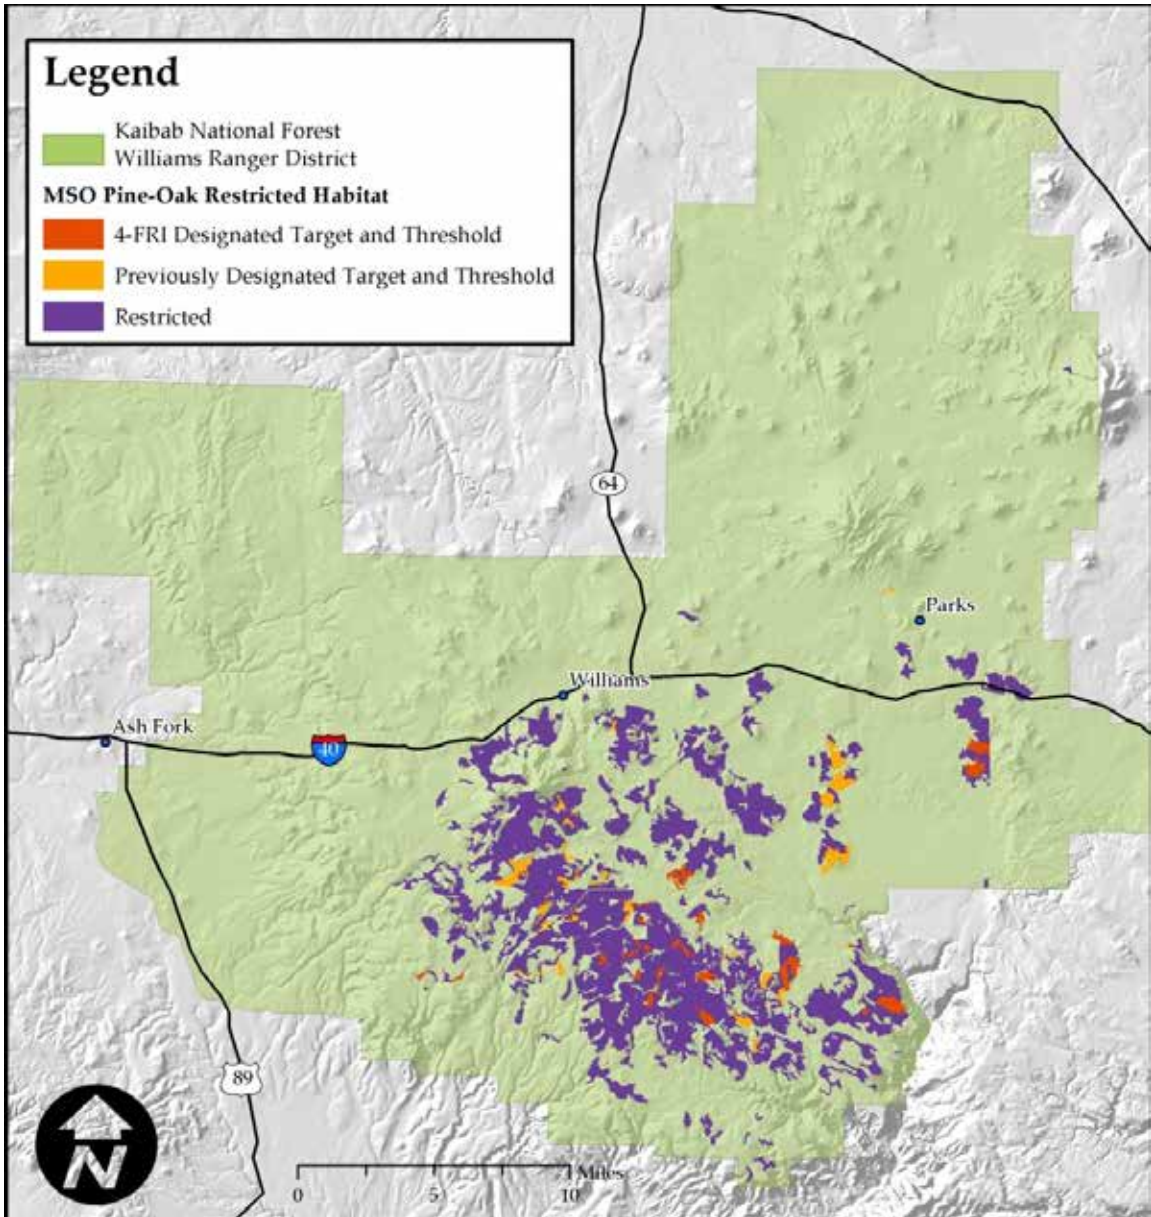 Legend
Kaibab National Forest
Williams Ranger District
MSO Pine-Oak Restricted Habitat
4-FRI Designated Target and Threshold
Previously Designated Target and Threshold
Restricted
64
Parks
Williams
Ash Fork
40
89
N
Miles
0 5 10